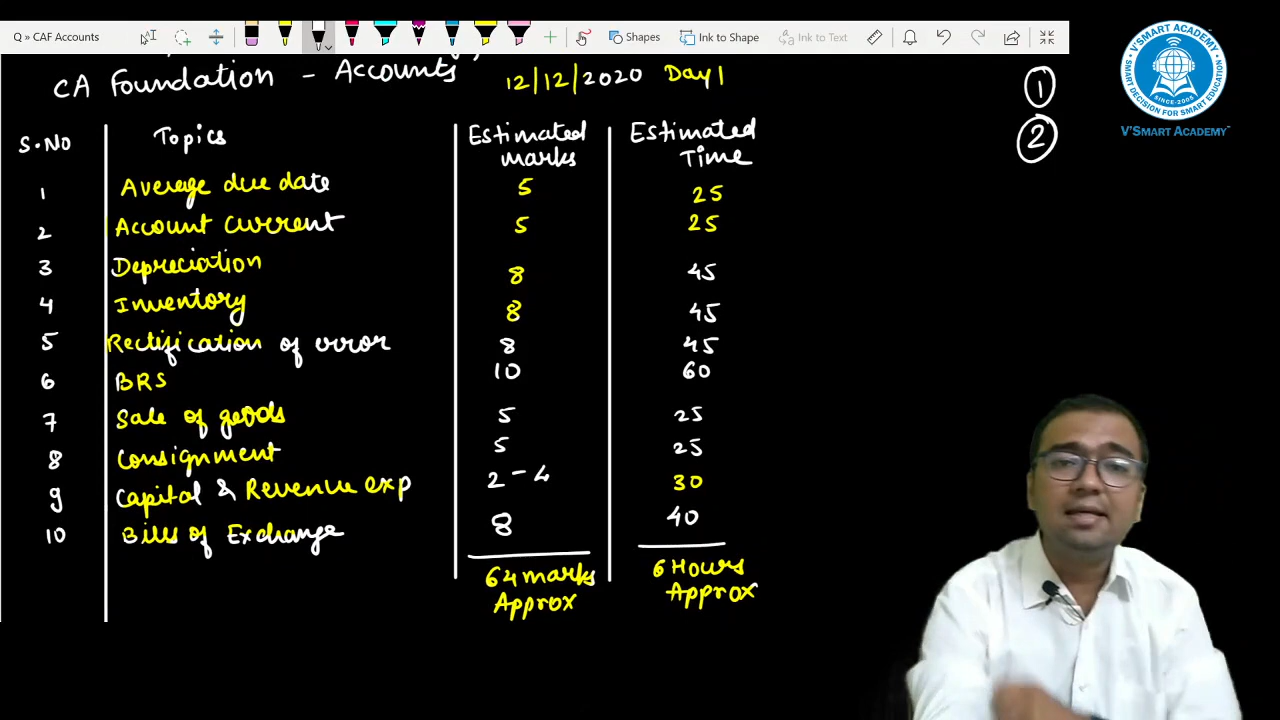 Q » CAF Accounts
Shapes
Ink to Shape
Ink to Text
CA Foundation - Accounts 12/12/2020 Day 1
1
2
S.No Topics Estimated marks Estimated Time
1 Average due date 5 25
2 Account Current 5 25
3 Depreciation 8 45
4 Inventory 8 45
5 Rectification of error 8 45
6 BRS 10 60
7 Sale of goods 5 25
8 Consignment 5 25
9 Capital & Revenue exp 2-4 30
10 Bills of Exchange 8 40
64 marks Approx 6 Hours Approx
V'SMART ACADEMY
SMART DECISION FOR SMART EDUCATION
SINCE-2006
V'SMART ACADEMY™